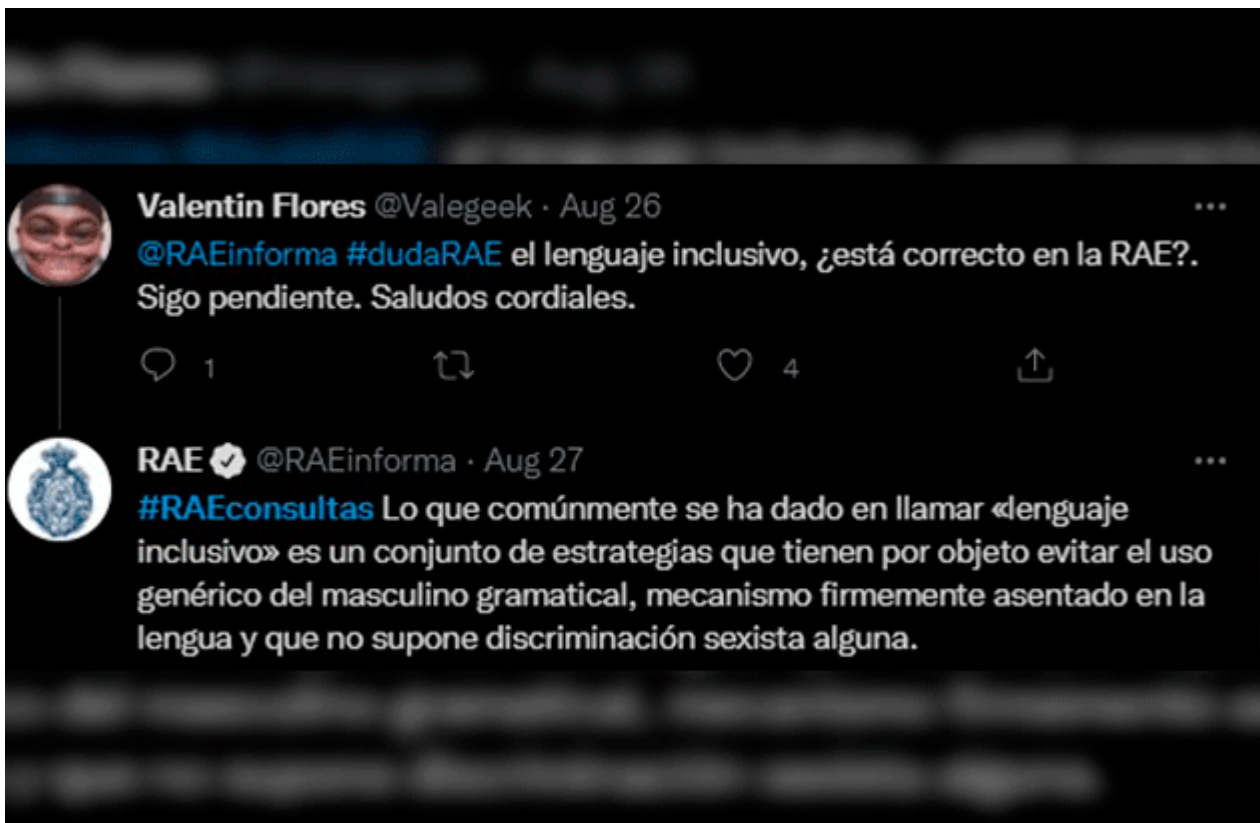 Valentin Flores @Valegeek · Aug 26
@RAEinforma #dudaRAE el lenguaje inclusivo, ¿está correcto en la RAE?.
Sigo pendiente. Saludos cordiales.
1 4
RAE @RAEinforma · Aug 27
#RAEconsultas Lo que comúnmente se ha dado en llamar «lenguaje
inclusivo» es un conjunto de estrategias que tienen por objeto evitar el uso
genérico del masculino gramatical, mecanismo firmemente asentado en la
lengua y que no supone discriminación sexista alguna.